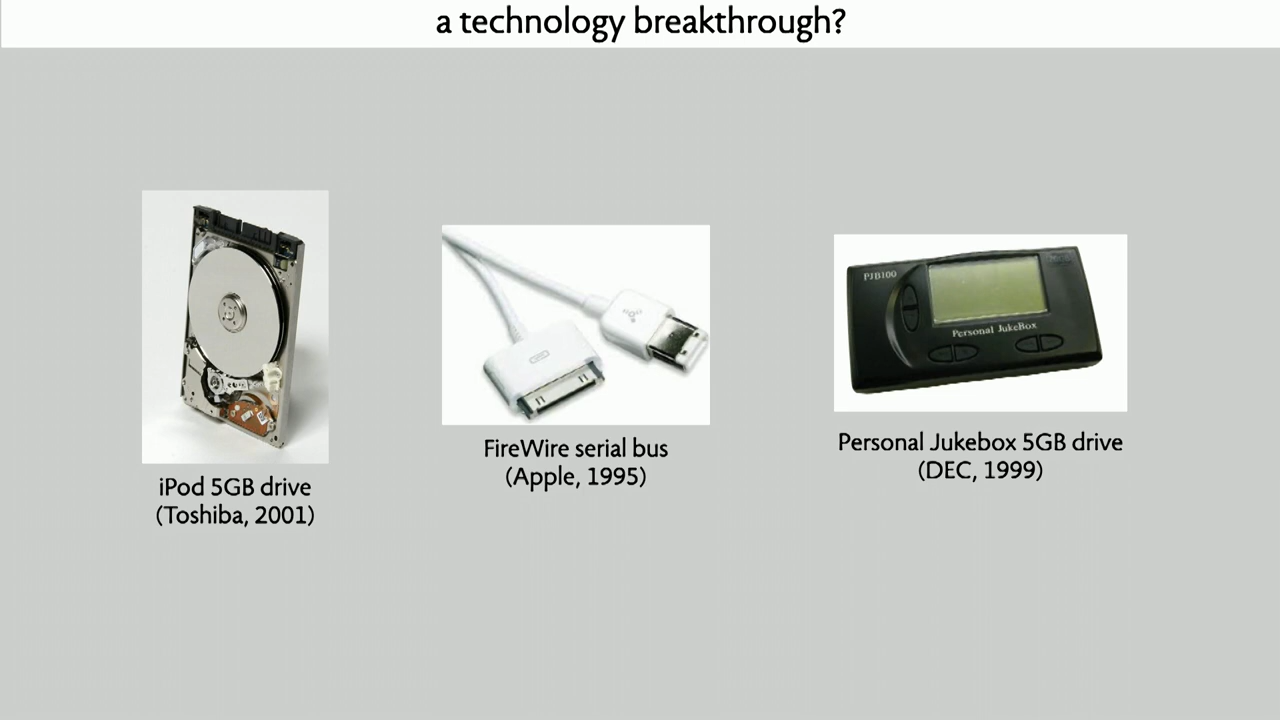 a technology breakthrough?
iPod 5GB drive
(Toshiba, 2001)
FireWire serial bus
(Apple, 1995)
PJB100
Personal JukeBox
Personal Jukebox 5GB drive
(DEC, 1999)